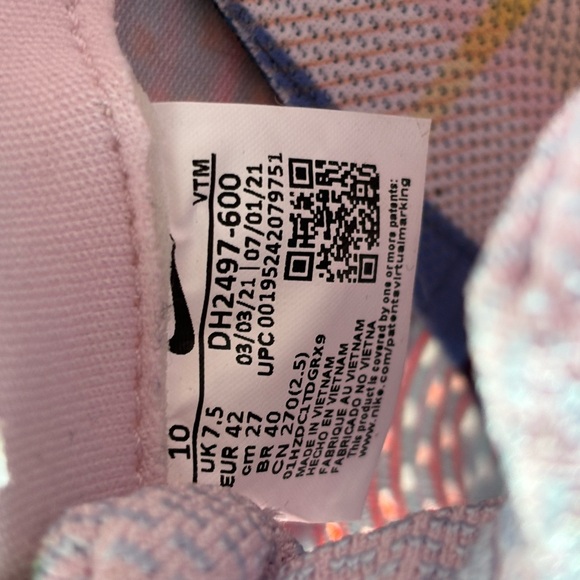 VTM
DH2497-600
03/03/21 | 07/01/21
UPC 00195242079751
10
UK 7.5
EUR 42
cm 27
BR 40
CN 270(2.5)
01HZDC1TDGRX9
MADE IN VIETNAM
HECHO EN VIETNAM
FABRIQUE AU VIETNAM
FABRICADO NO VIETNA
This product is covered by one or more patents:
www.nike.com/patentsvirtualmarking